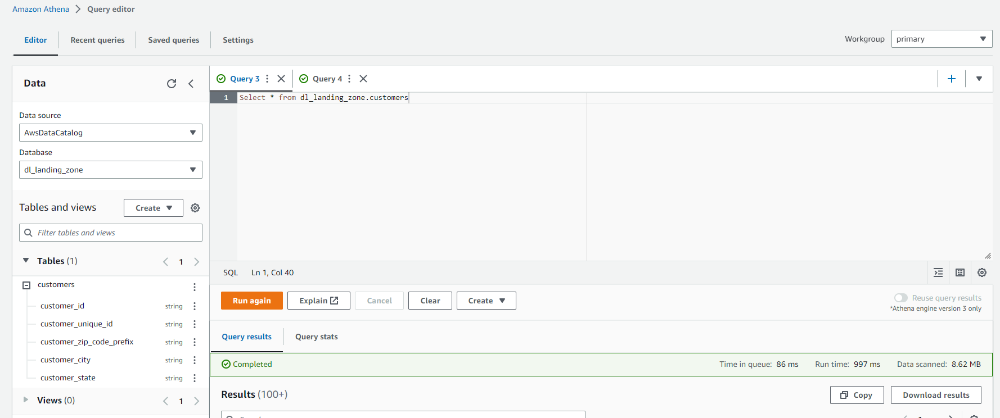 Amazon Athena > Query editor
Editor Recent queries Saved queries Settings
Workgroup primary
Data
Data source
AwsDataCatalog
Database
dl_landing_zone
Tables and views Create
Filter tables and views
Tables (1) < 1 >
customers
customer_id string
customer_unique_id string
customer_zip_code_prefix string
customer_city string
customer_state string
Views (0) < 1 >
Query 3 Query 4
1 Select * from dl_landing_zone.customers
SQL Ln 1, Col 40
Run again Explain Cancel Clear Create
Reuse query results
*Athena engine version 3 only
Query results Query stats
Completed Time in queue: 86 ms Run time: 997 ms Data scanned: 8.62 MB
Results (100+) Copy Download results